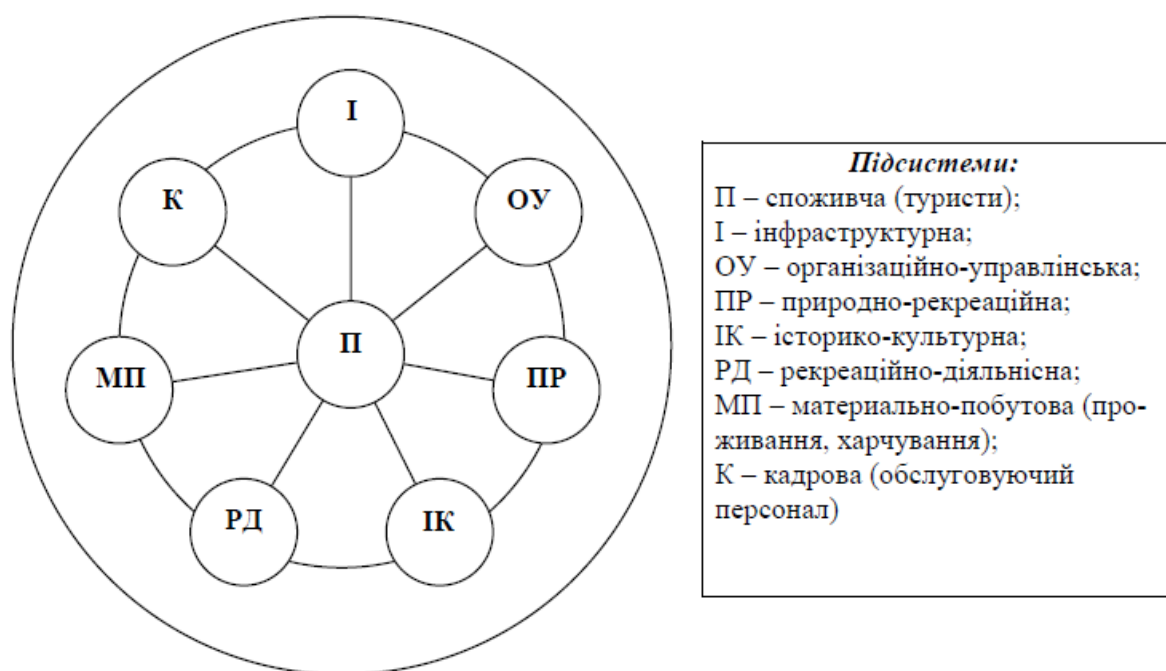 І
К
ОУ
П
МП
ПР
РД
ІК
Підсистеми:
П – споживча (туристи);
І – інфраструктурна;
ОУ – організаційно-управлінська;
ПР – природно-рекреаційна;
ІК – історико-культурна;
РД – рекреаційно-діяльнісна;
МП – материально-побутова (про-
живання, харчування);
К – кадрова (обслуговуючий
персонал)